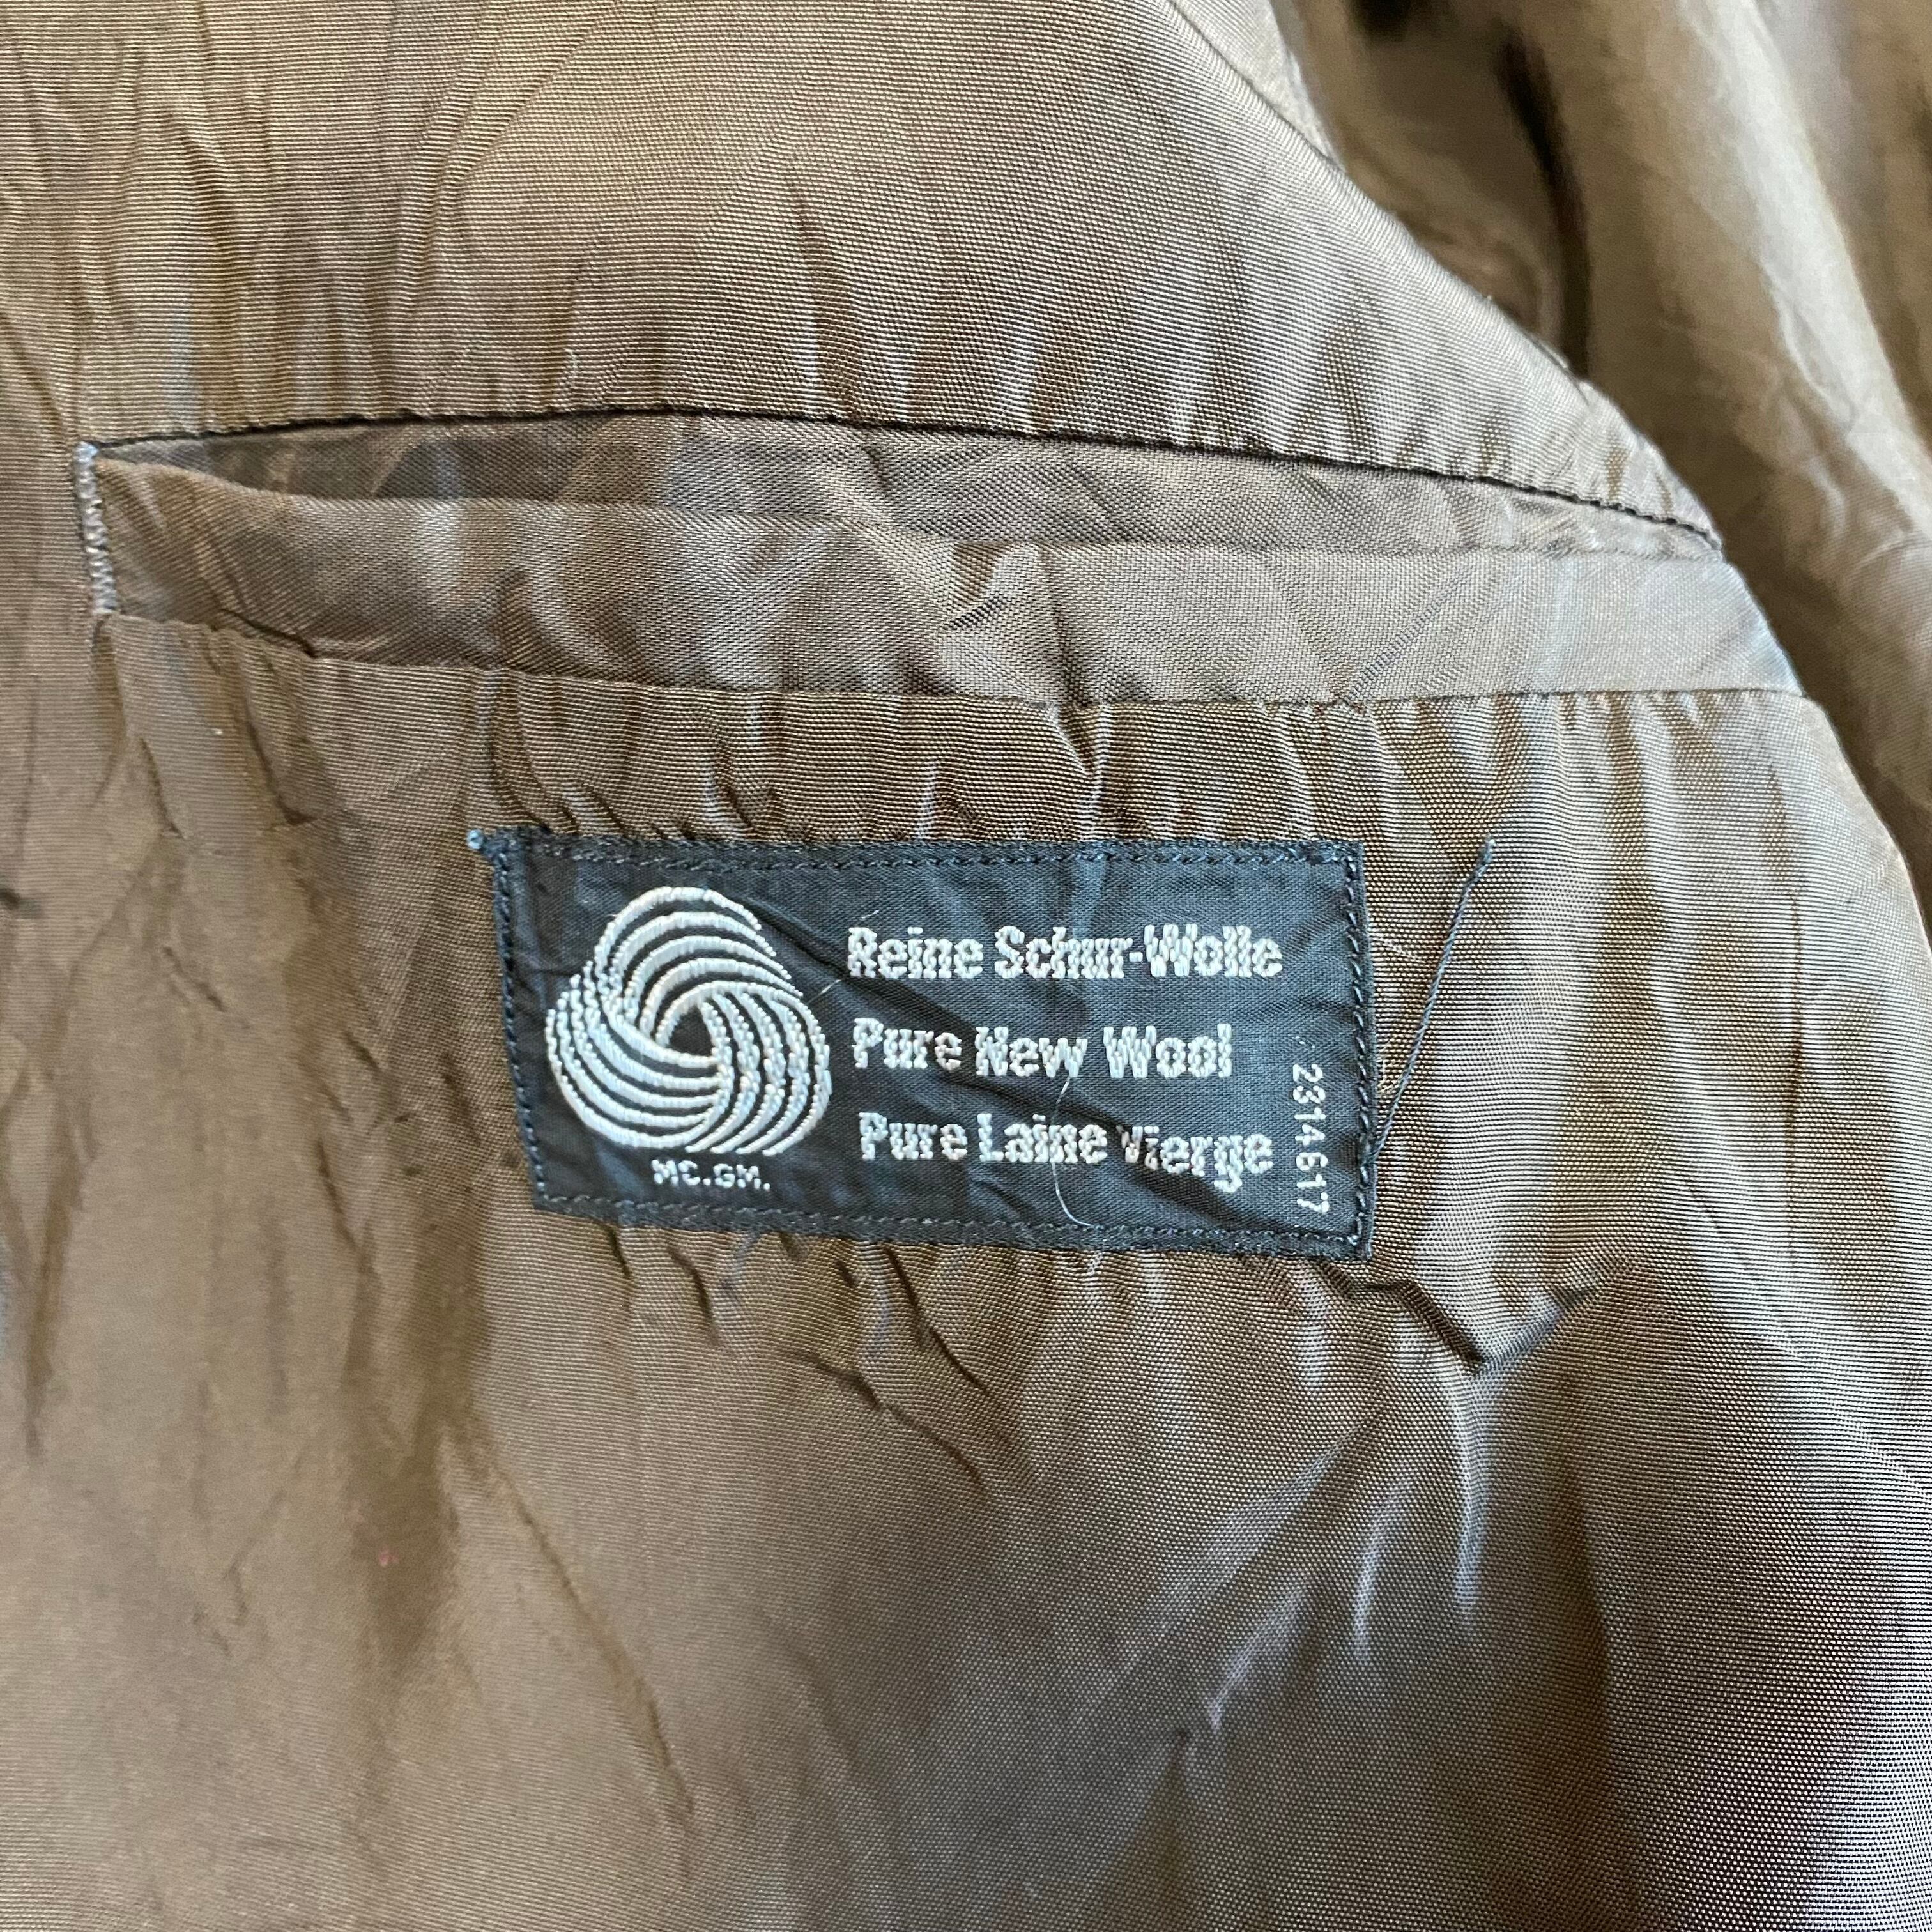 Reine Schur-Wolle
Pure New Wool
Pure Laine Vierge
MC.GM.
2314617